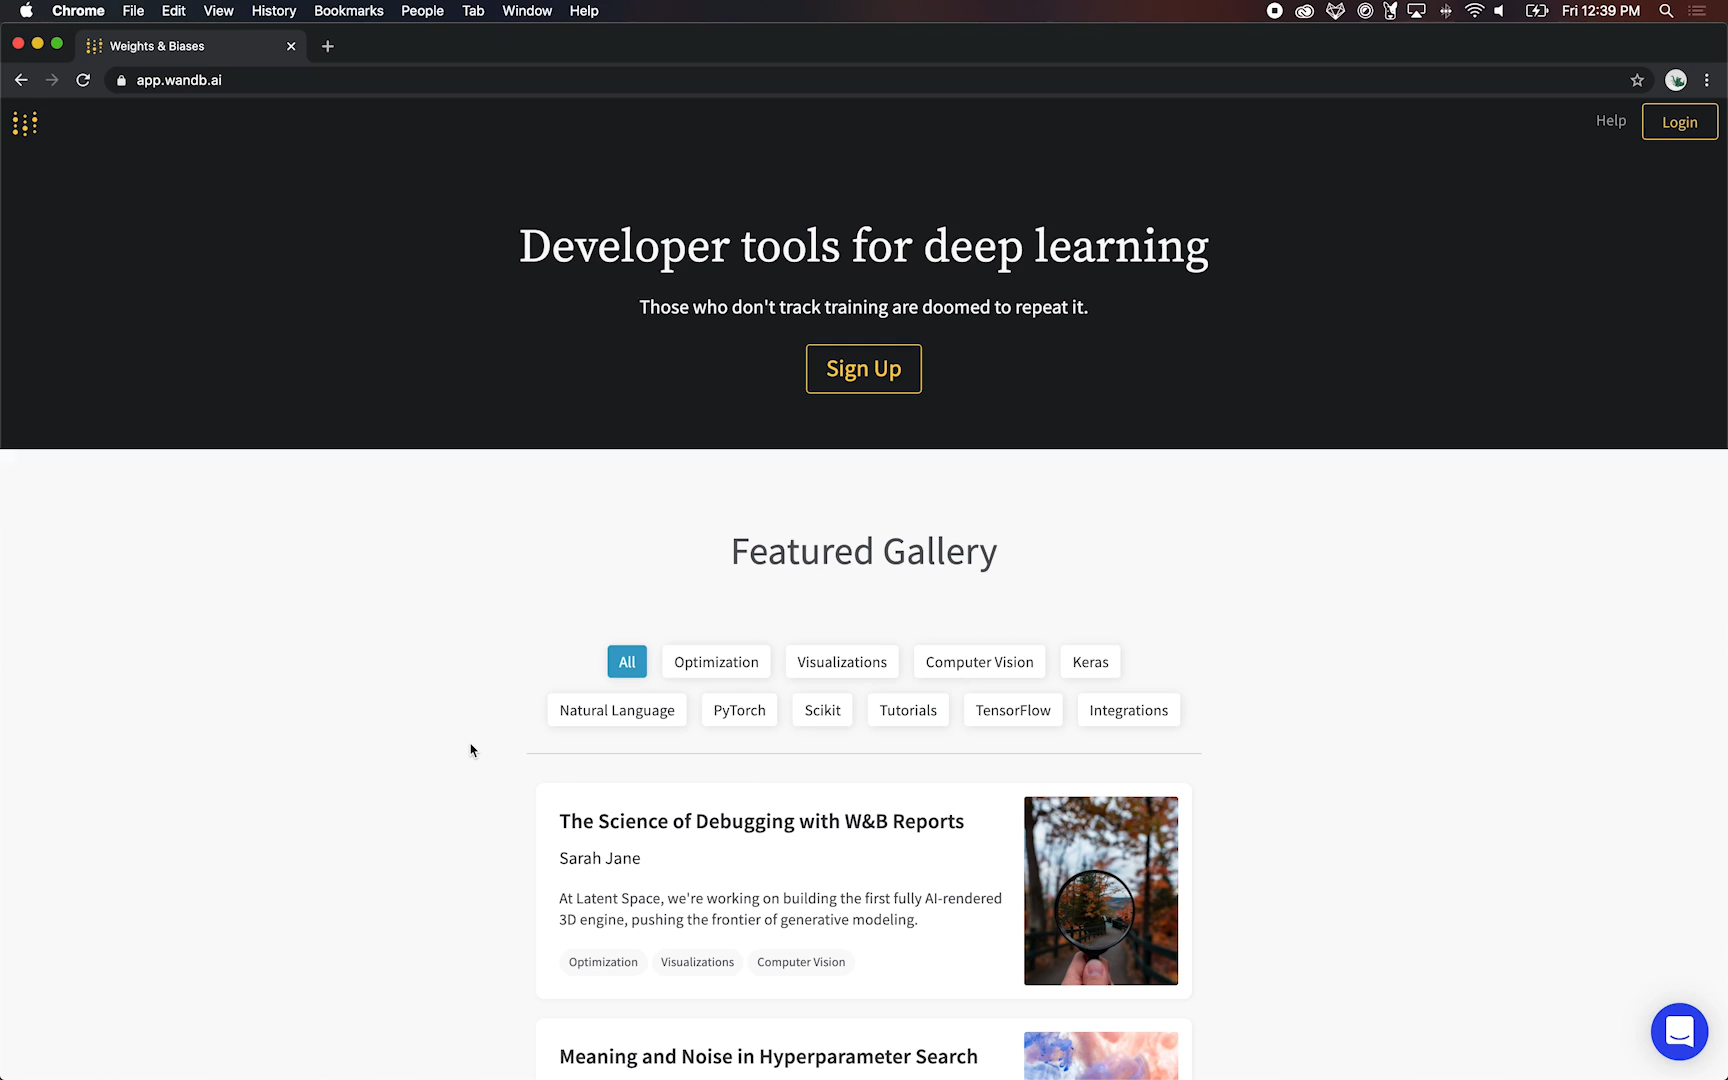 Chrome File Edit View History Bookmarks People Tab Window Help Fri 12:39 PM
Weights & Biases
app.wandb.ai
Help Login
Developer tools for deep learning
Those who don't track training are doomed to repeat it.
Sign Up
Featured Gallery
All Optimization Visualizations Computer Vision Keras
Natural Language PyTorch Scikit Tutorials TensorFlow Integrations
The Science of Debugging with W&B Reports
Sarah Jane
At Latent Space, we're working on building the first fully AI-rendered
3D engine, pushing the frontier of generative modeling.
Optimization Visualizations Computer Vision
Meaning and Noise in Hyperparameter Search